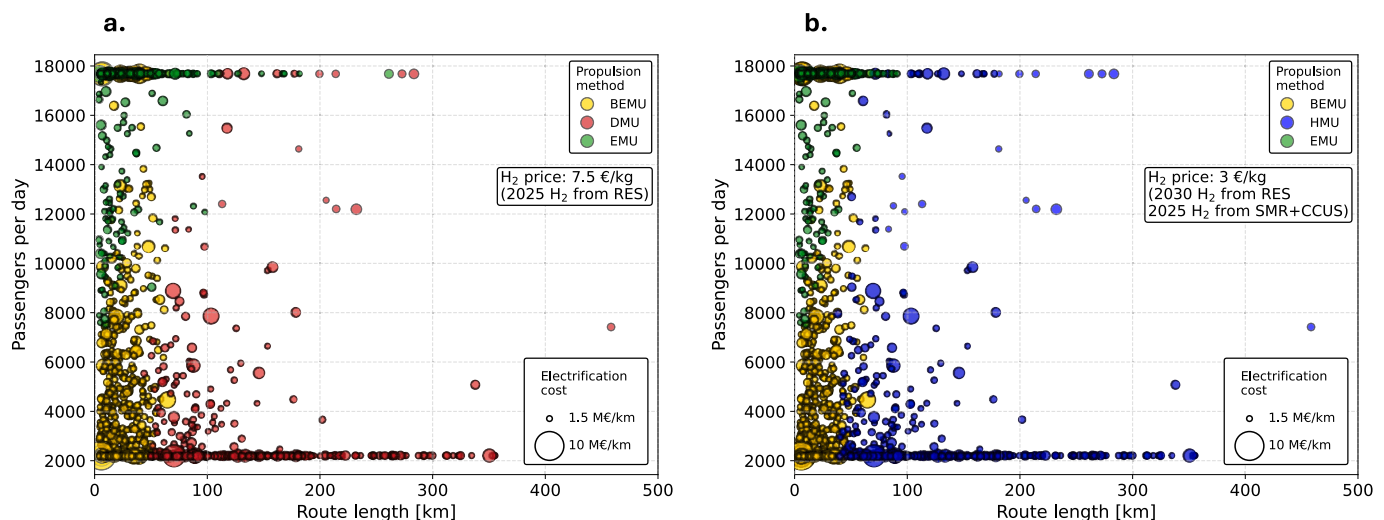 a.
18000
16000
14000
12000
10000
8000
6000
4000
2000
Passengers per day
0
100
200
300
400
500
Route length [km]
Propulsion
method
BEMU
DMU
EMU
H₂ price: 7.5 €/kg
(2025 H₂ from RES)
Electrification
cost
1.5 M€/km
10 M€/km
b.
18000
16000
14000
12000
10000
8000
6000
4000
2000
Passengers per day
0
100
200
300
400
500
Route length [km]
Propulsion
method
BEMU
HMU
EMU
H₂ price: 3 €/kg
(2030 H₂ from RES
2025 H₂ from SMR+CCUS)
Electrification
cost
1.5 M€/km
10 M€/km